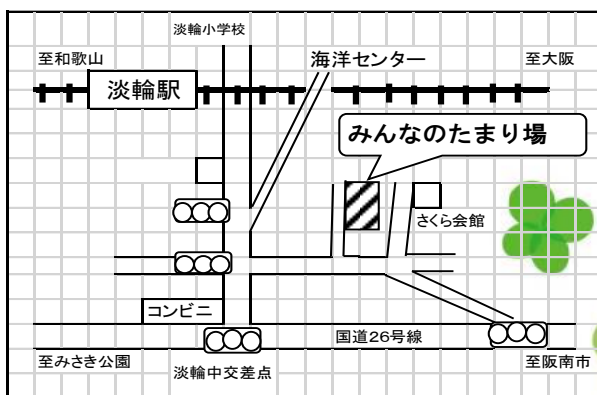 淡輪小学校
至和歌山
海洋センター
至大阪
淡輪駅
みんなのたまり場
さくら会館
コンビニ
国道26号線
至みさき公園
淡輪中交差点
至阪南市